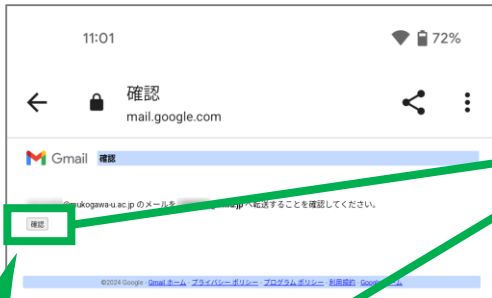 11:01
72%
確認
mail.google.com
Gmail 確認
@mukogawa-u.ac.jp のメールを .jp へ転送することを確認してください。
確認
©2024 Google - Gmail ホーム - プライバシー ポリシー - プログラム ポリシー - 利用規約 - Google